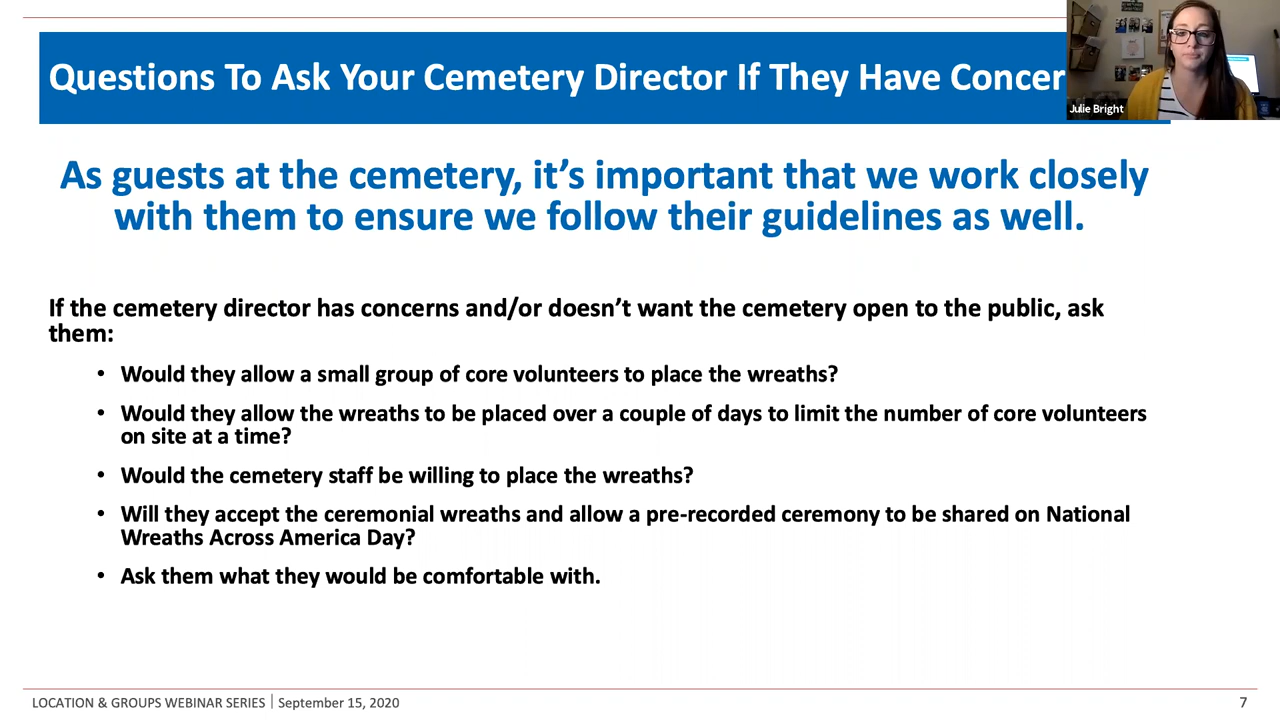 Questions To Ask Your Cemetery Director If They Have Concer
Julie Bright
As guests at the cemetery, it’s important that we work closely
with them to ensure we follow their guidelines as well.
If the cemetery director has concerns and/or doesn’t want the cemetery open to the public, ask
them:
• Would they allow a small group of core volunteers to place the wreaths?
• Would they allow the wreaths to be placed over a couple of days to limit the number of core volunteers
on site at a time?
• Would the cemetery staff be willing to place the wreaths?
• Will they accept the ceremonial wreaths and allow a pre-recorded ceremony to be shared on National
Wreaths Across America Day?
• Ask them what they would be comfortable with.
LOCATION & GROUPS WEBINAR SERIES | September 15, 2020
7